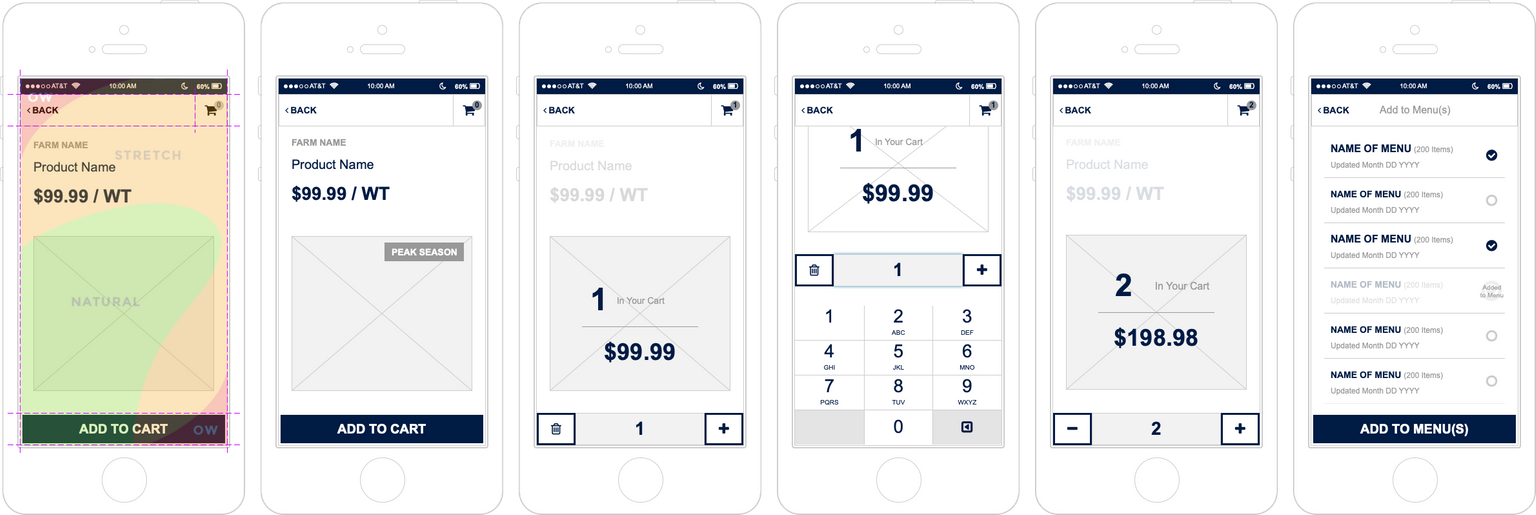 ●●●○○ AT&T 10:00 AM 60%
OW
‹ BACK 0
FARM NAME
STRETCH
Product Name
$99.99 / WT
NATURAL
ADD TO CART
OW
●●●○○ AT&T 10:00 AM 60%
‹ BACK 0
FARM NAME
Product Name
$99.99 / WT
PEAK SEASON
ADD TO CART
●●●○○ AT&T 10:00 AM 60%
‹ BACK 1
FARM NAME
Product Name
$99.99 / WT
1 In Your Cart
$99.99
1 +
●●●○○ AT&T 10:00 AM 60%
‹ BACK 1
1 In Your Cart
$99.99
1 +
1 2 3
ABC DEF
4 5 6
GHI JKL MNO
7 8 9
PQRS TUV WXYZ
0
●●●○○ AT&T 10:00 AM 60%
‹ BACK 2
FARM NAME
Product Name
$99.99 / WT
2 In Your Cart
$198.98
− 2 +
●●●○○ AT&T 10:00 AM 60%
‹ BACK Add to Menu(s)
NAME OF MENU (200 Items)
Updated Month DD YYYY
NAME OF MENU (200 Items)
Updated Month DD YYYY
NAME OF MENU (200 Items)
Updated Month DD YYYY
NAME OF MENU (200 Items)
Updated Month DD YYYY
Added
to Menu
NAME OF MENU (200 Items)
Updated Month DD YYYY
NAME OF MENU (200 Items)
Updated Month DD YYYY
ADD TO MENU(S)